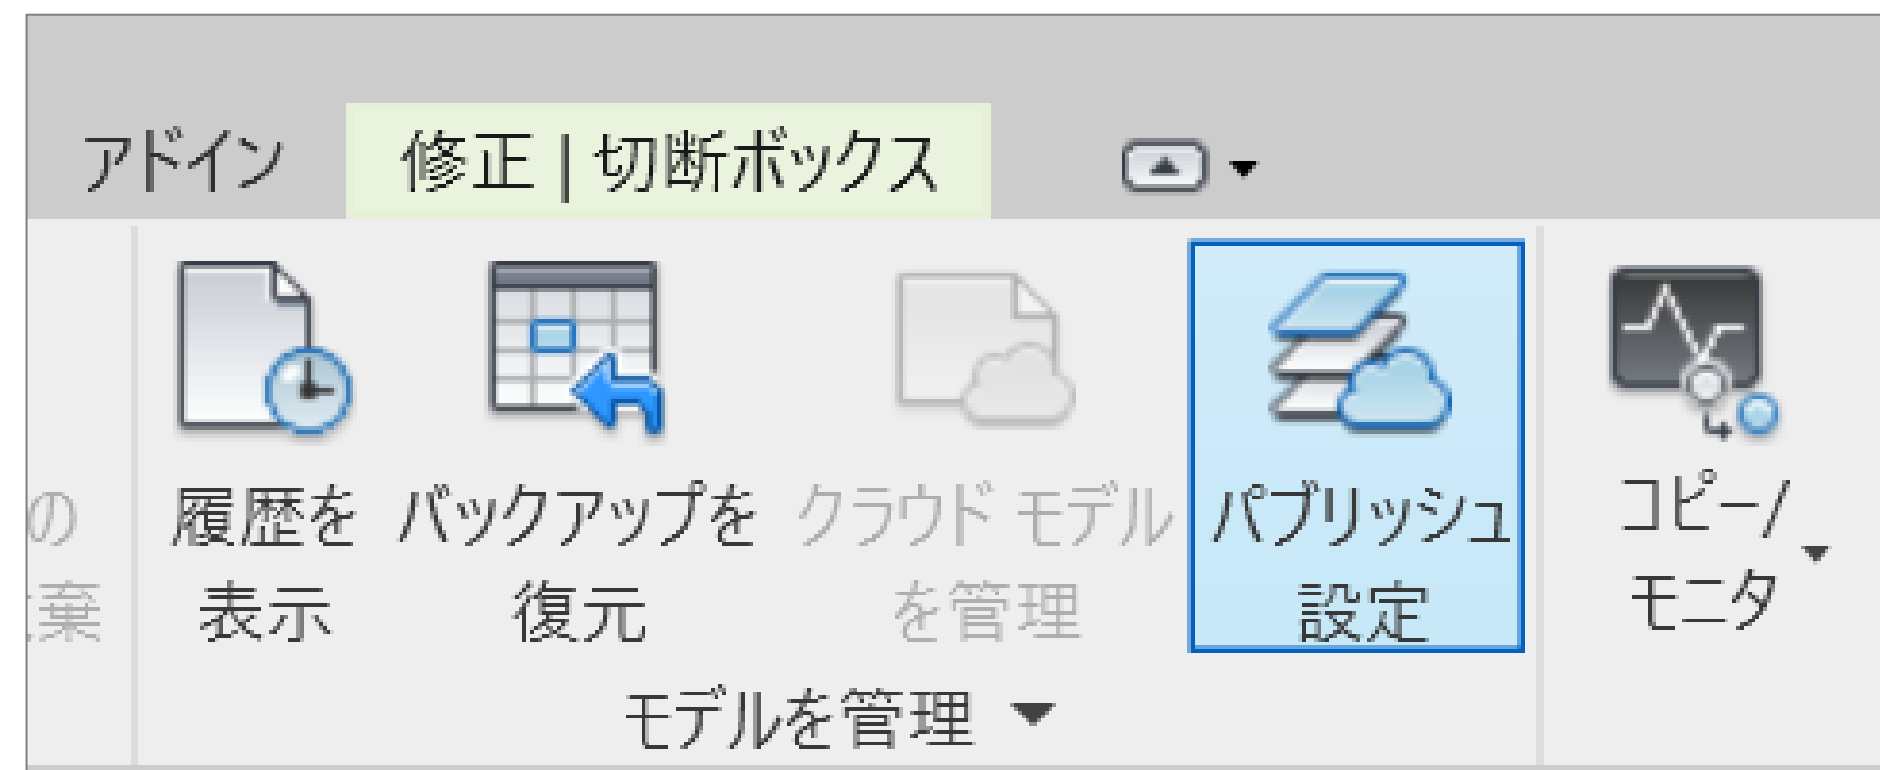 アドイン 修正 | 切断ボックス
の 履歴を バックアップを クラウド モデル パブリッシュ コピー/
棄 表示 復元 を管理 設定 モニタ
モデルを管理